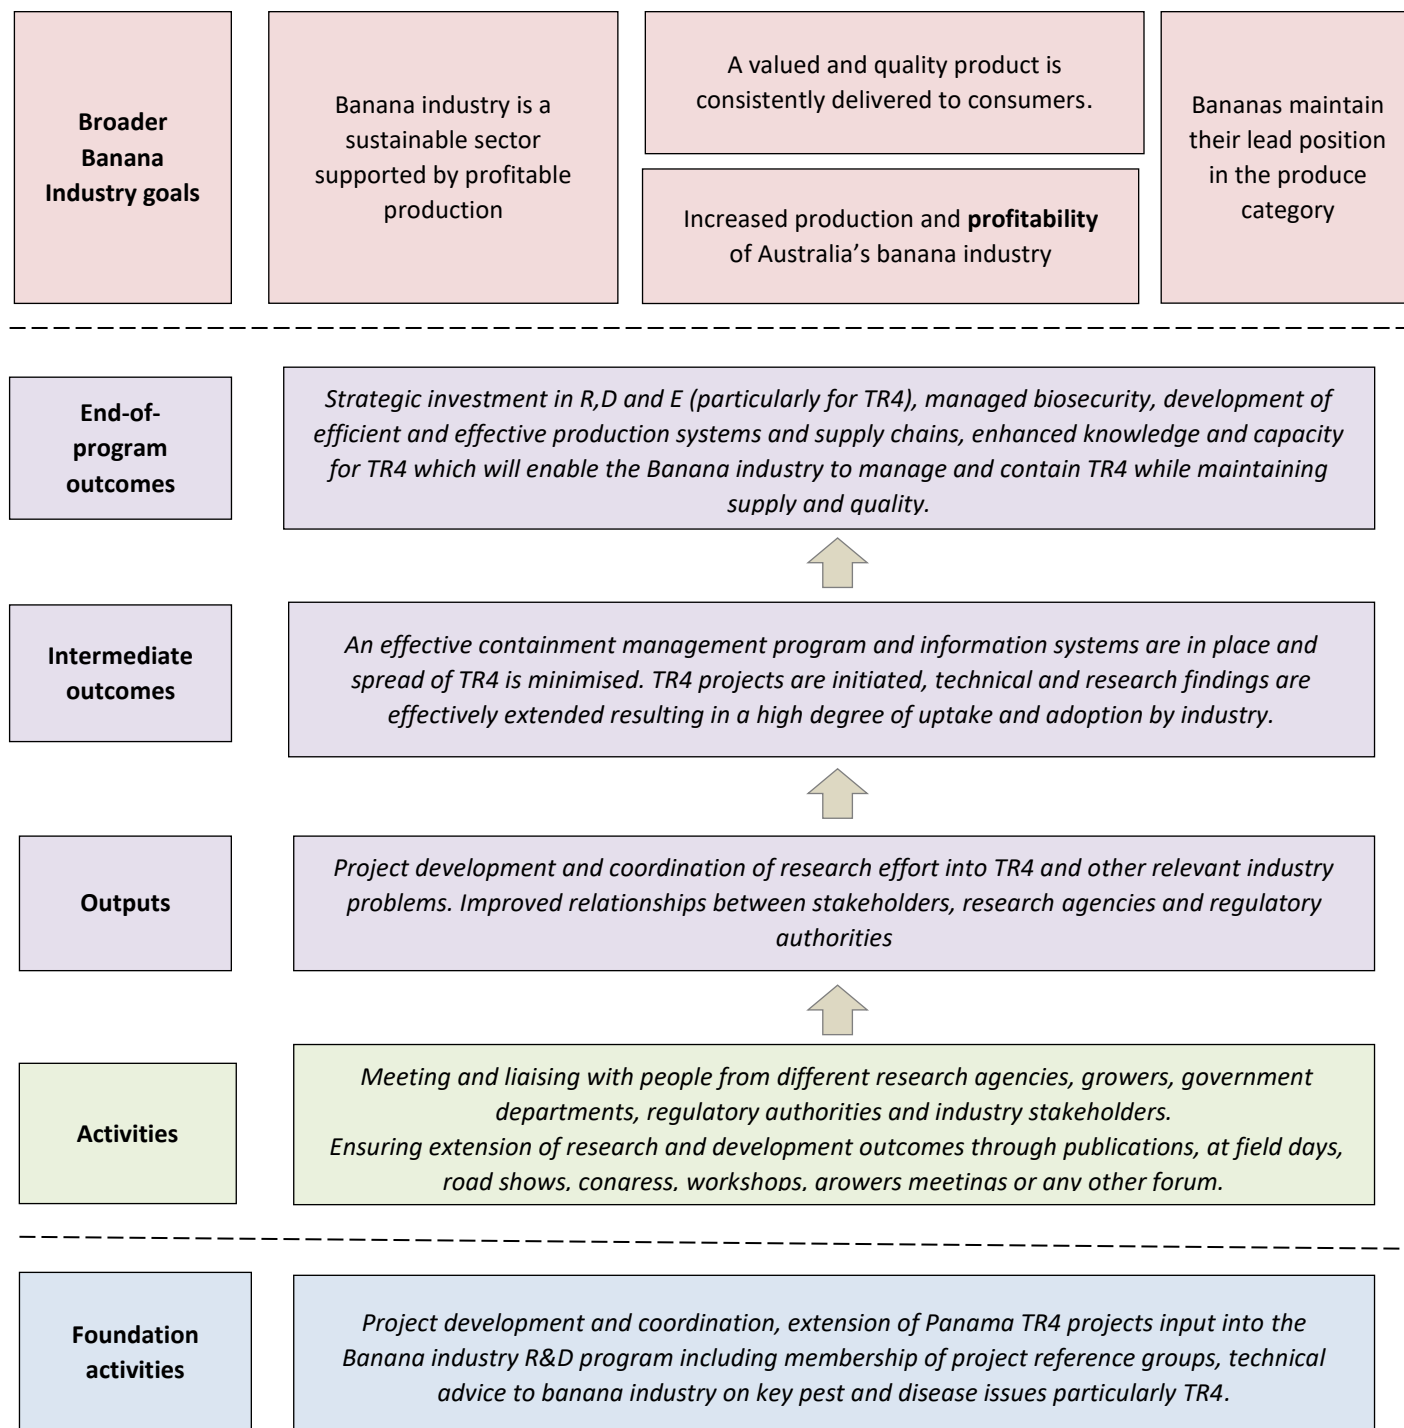 Broader
Banana
Industry goals
Banana industry is a
sustainable sector
supported by profitable
production
A valued and quality product is
consistently delivered to consumers.
Increased production and profitability
of Australia’s banana industry
Bananas maintain
their lead position
in the produce
category
End-of-
program
outcomes
Strategic investment in R,D and E (particularly for TR4), managed biosecurity, development of
efficient and effective production systems and supply chains, enhanced knowledge and capacity
for TR4 which will enable the Banana industry to manage and contain TR4 while maintaining
supply and quality.
Intermediate
outcomes
An effective containment management program and information systems are in place and
spread of TR4 is minimised. TR4 projects are initiated, technical and research findings are
effectively extended resulting in a high degree of uptake and adoption by industry.
Outputs
Project development and coordination of research effort into TR4 and other relevant industry
problems. Improved relationships between stakeholders, research agencies and regulatory
authorities
Activities
Meeting and liaising with people from different research agencies, growers, government
departments, regulatory authorities and industry stakeholders.
Ensuring extension of research and development outcomes through publications, at field days,
road shows, congress, workshops, growers meetings or any other forum.
Foundation
activities
Project development and coordination, extension of Panama TR4 projects input into the
Banana industry R&D program including membership of project reference groups, technical
advice to banana industry on key pest and disease issues particularly TR4.